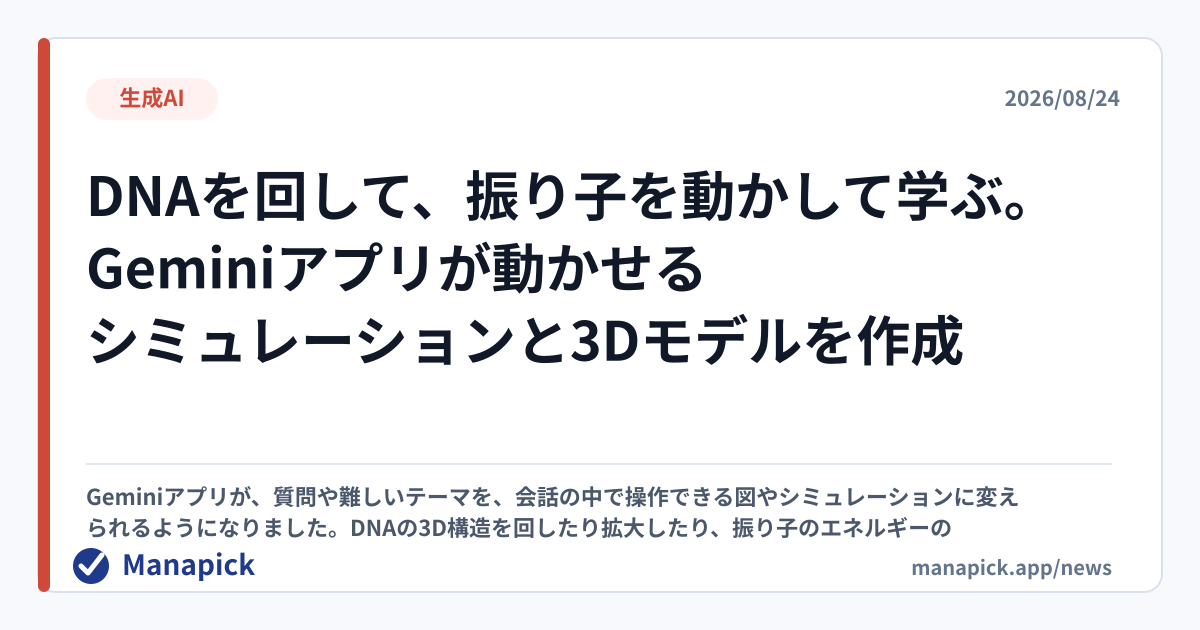 生成AI
2026/08/24
DNAを回して、振り子を動かして学ぶ。
Geminiアプリが動かせる
シミュレーションと3Dモデルを作成
Geminiアプリが、質問や難しいテーマを、会話の中で操作できる図やシミュレーションに変え
られるようになりました。DNAの3D構造を回したり拡大したり、振り子のエネルギーの
Manapick
manapick.app/news